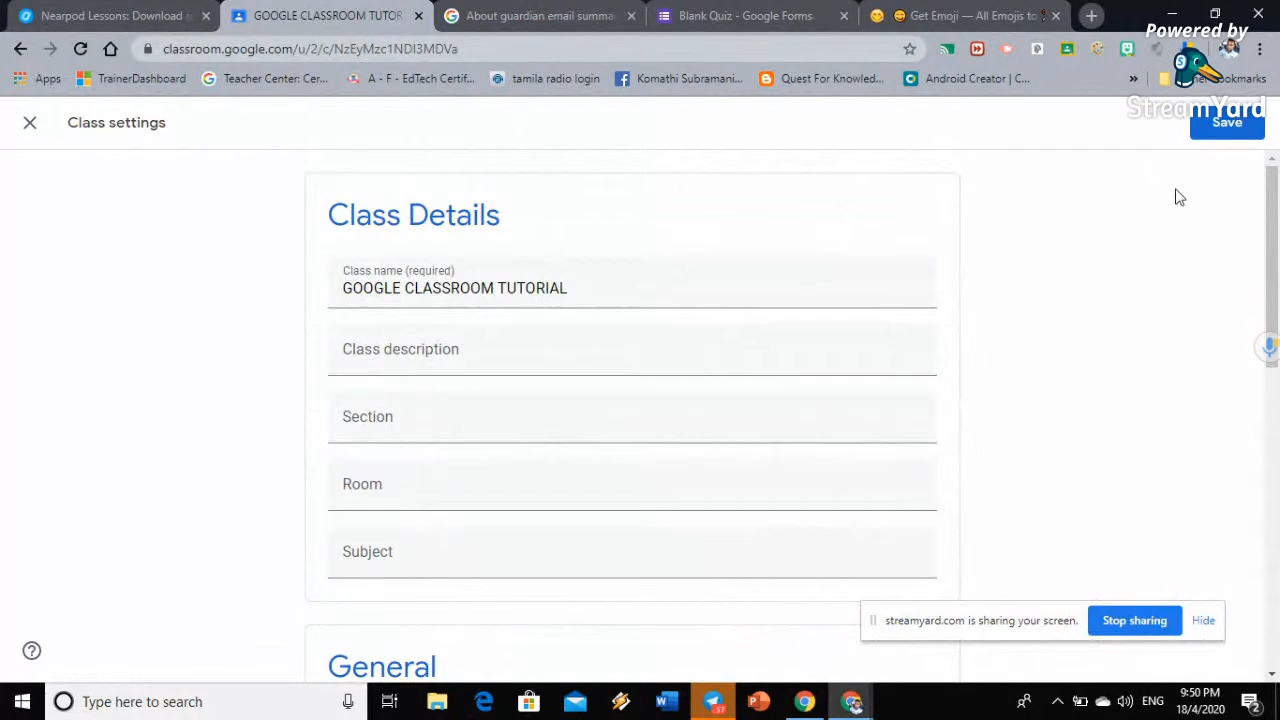 Nearpod Lessons: Download r
GOOGLE CLASSROOM TUTOR
About guardian email summa
Blank Quiz - Google Forms
Get Emoji — All Emojis to
Powered by
classroom.google.com/u/2/c/NzEyMzc1NDI3MDVa
Apps
TrainerDashboard
Teacher Center: Cer...
A - F - EdTech Certif...
tamila radio login
Komathi Subramani...
Quest For Knowled...
Android Creator | C...
»
Bookmarks
StreamYard
Class settings
Save
Class Details
Class name (required)
GOOGLE CLASSROOM TUTORIAL
Class description
Section
Room
Subject
streamyard.com is sharing your screen.
Stop sharing
Hide
General
Type here to search
57
ENG
9:50 PM
18/4/2020
2